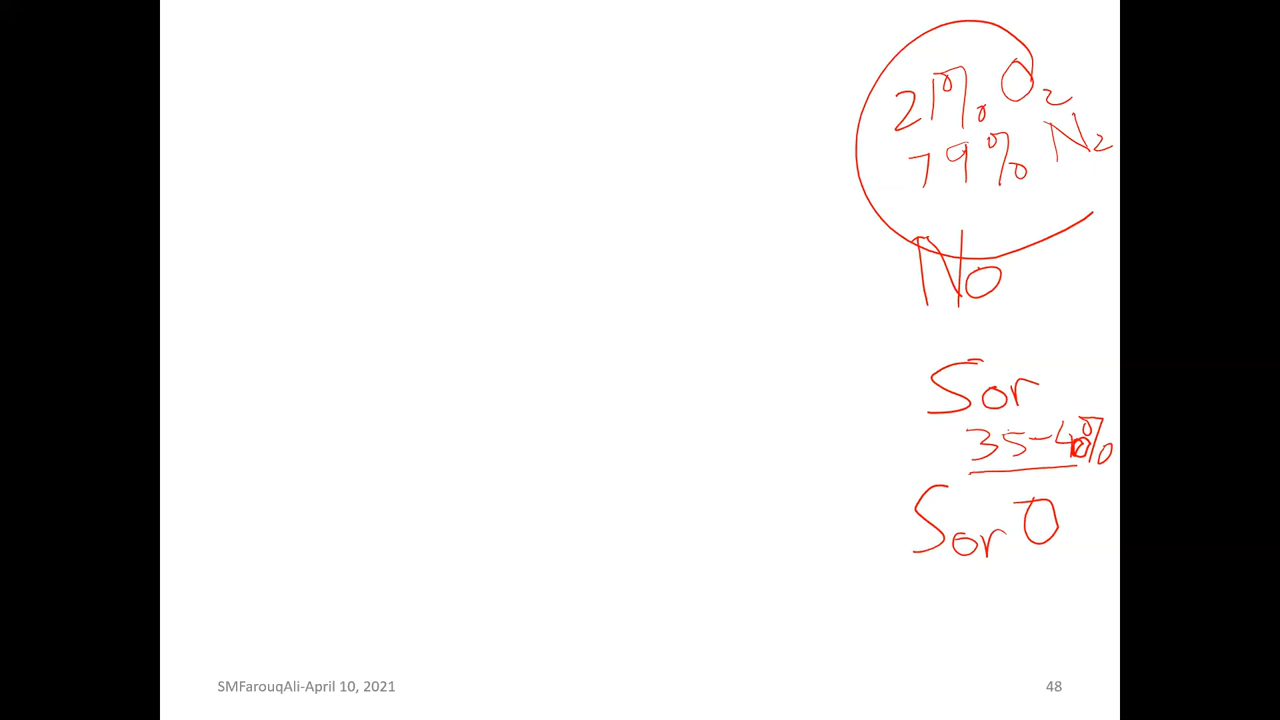 21% O2
79% N2
No
Sor
35-40%
Sor 0
SMFarouqAli-April 10, 2021
48